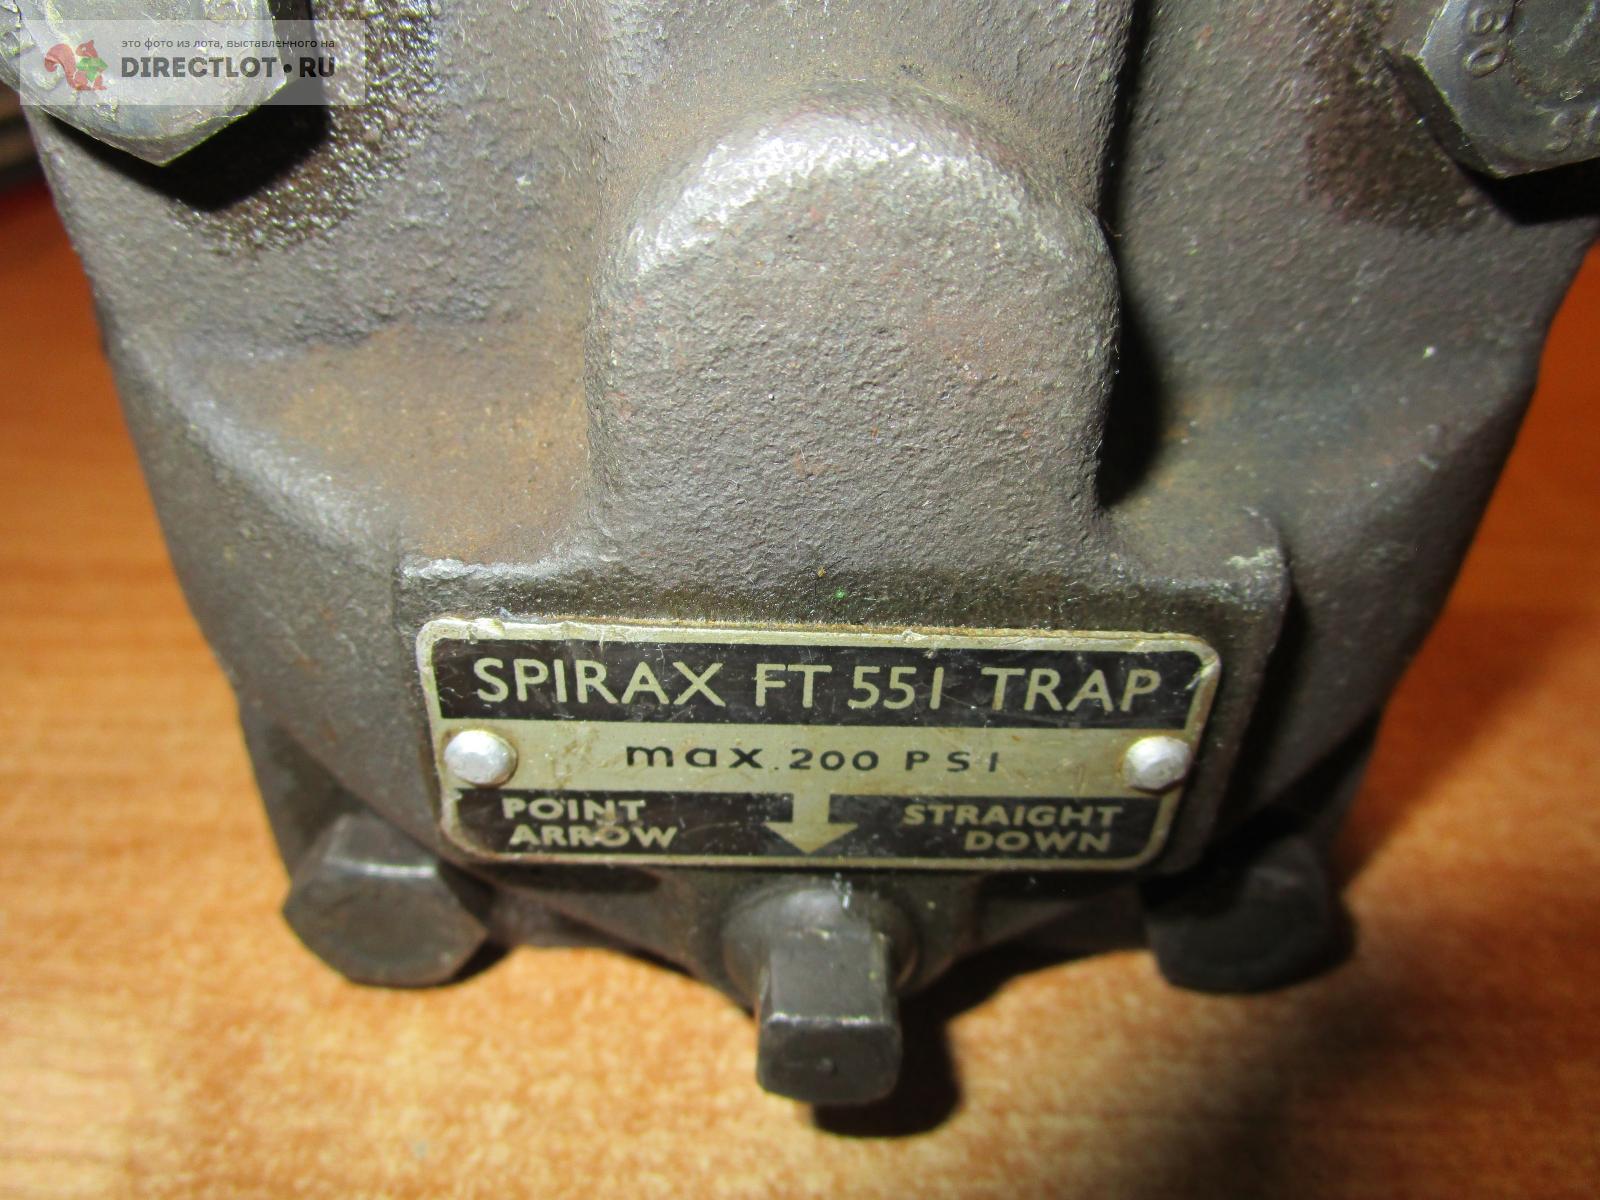 это фото из лота, выставленного на
DIRECTLOT•RU
SPIRAX FT 551 TRAP
max. 200 PSI
POINT ARROW
STRAIGHT DOWN